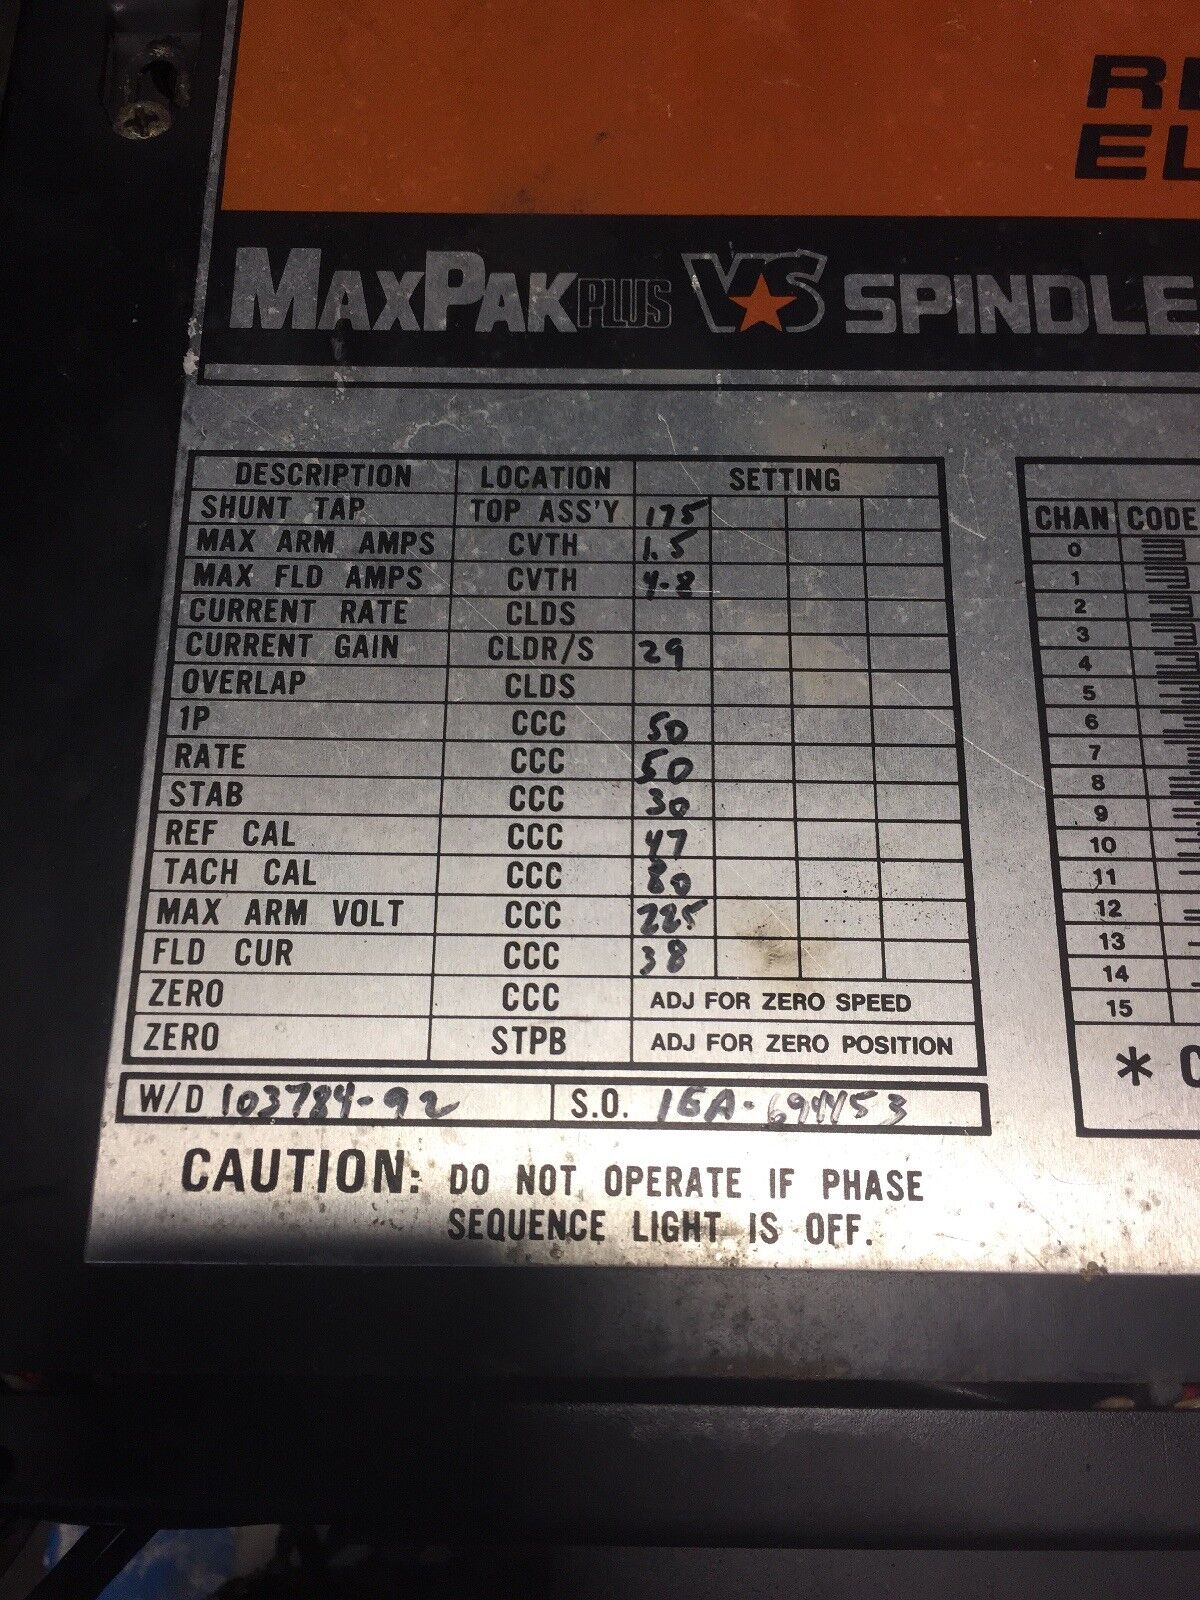 MAXPAK PLUS VS SPINDLE
DESCRIPTION LOCATION SETTING
SHUNT TAP TOP ASS'Y 175
MAX ARM AMPS CVTH 1.5
MAX FLD AMPS CVTH 4-8
CURRENT RATE CLDS
CURRENT GAIN CLDR/S 29
OVERLAP CLDS
1P CCC 50
RATE CCC 50
STAB CCC 30
REF CAL CCC 47
TACH CAL CCC 80
MAX ARM VOLT CCC 225
FLD CUR CCC 38
ZERO CCC ADJ FOR ZERO SPEED
ZERO STPB ADJ FOR ZERO POSITION
W/D 103784-92 S.O.
CAUTION: DO NOT OPERATE IF PHASE
SEQUENCE LIGHT IS OFF.
CHAN CODE
0
1
2
3
4
5
6
7
8
9
10
11
12
13
14
15
*